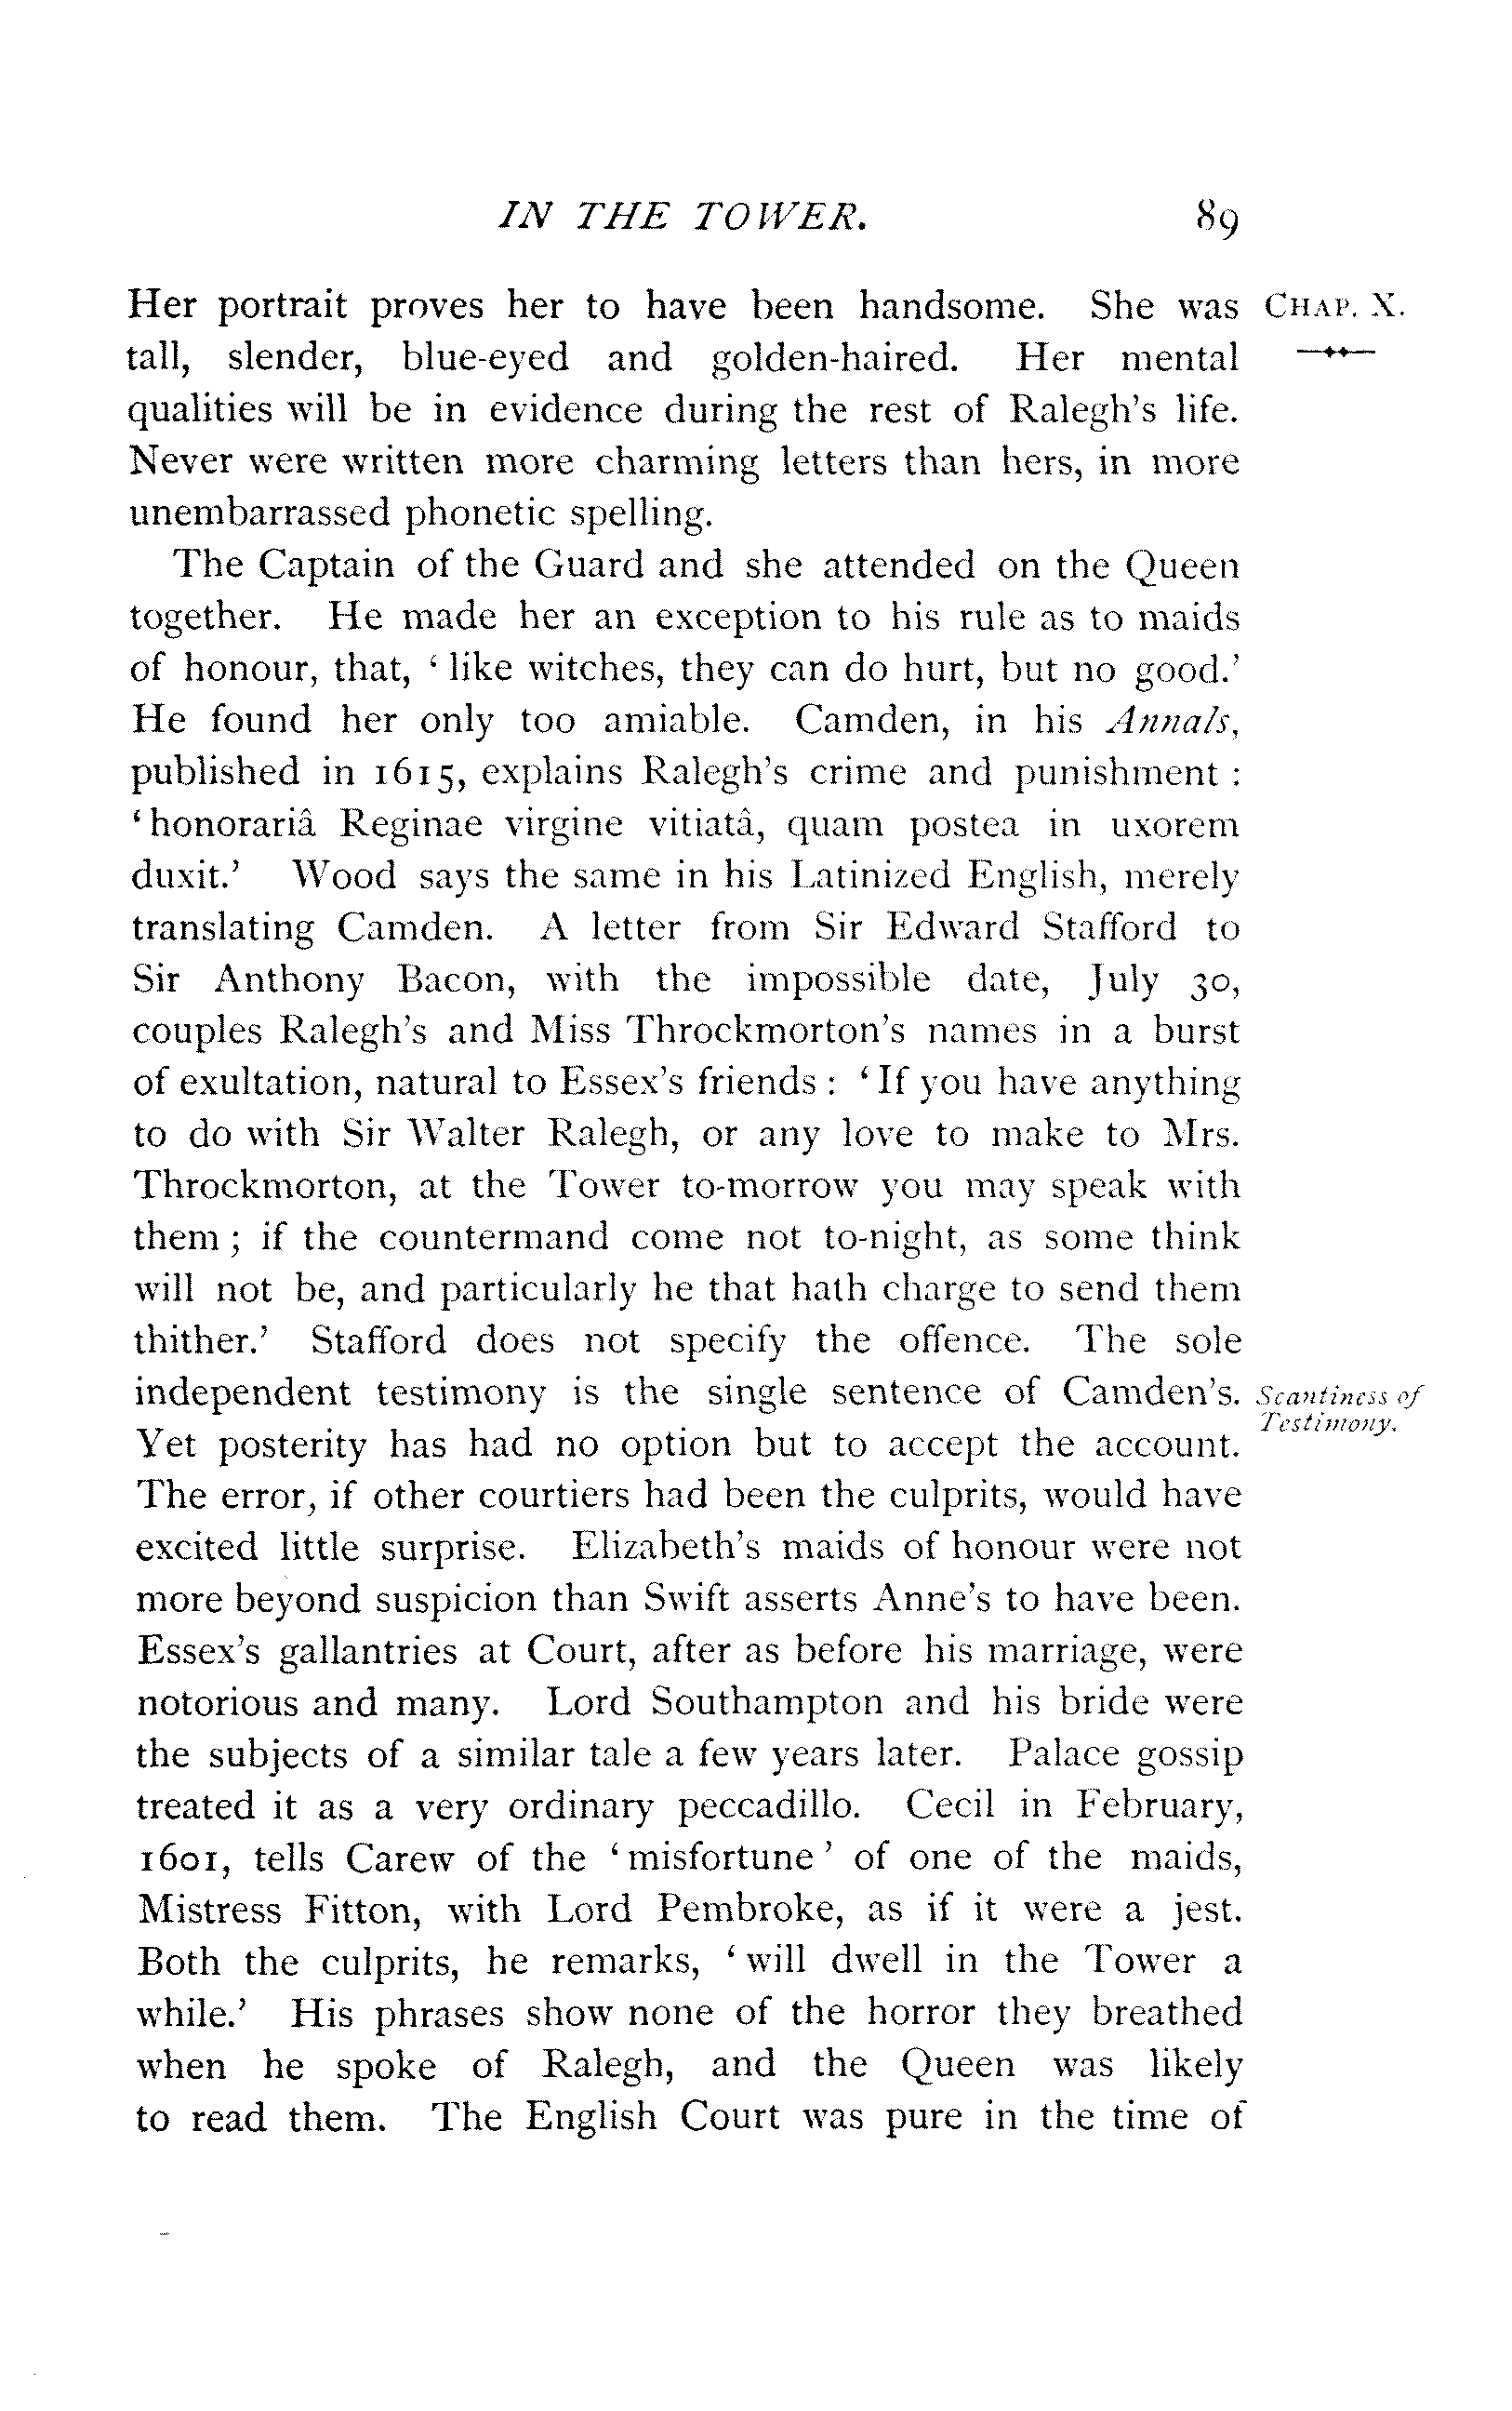 IN THE TOWER. 89
Her portrait proves her to have been handsome. She was CHAP. X.
tall, slender, blue-eyed and golden-haired. Her mental
qualities will be in evidence during the rest of Ralegh's life.
Never were written more charming letters than hers, in more
unembarrassed phonetic spelling.
The Captain of the Guard and she attended on the Queen
together. He made her an exception to his rule as to maids
of honour, that, ‘like witches, they can do hurt, but no good.’
He found her only too amiable. Camden, in his Annals,
published in 1615, explains Ralegh's crime and punishment :
‘honorariâ Reginae virgine vitiatâ, quam postea in uxorem
duxit.’ Wood says the same in his Latinized English, merely
translating Camden. A letter from Sir Edward Stafford to
Sir Anthony Bacon, with the impossible date, July 30,
couples Ralegh's and Miss Throckmorton's names in a burst
of exultation, natural to Essex's friends : ‘If you have anything
to do with Sir Walter Ralegh, or any love to make to Mrs.
Throckmorton, at the Tower to-morrow you may speak with
them ; if the countermand come not to-night, as some think
will not be, and particularly he that hath charge to send them
thither.’ Stafford does not specify the offence. The sole
independent testimony is the single sentence of Camden's.
Scantiness of
Testimony.
Yet posterity has had no option but to accept the account.
The error, if other courtiers had been the culprits, would have
excited little surprise. Elizabeth's maids of honour were not
more beyond suspicion than Swift asserts Anne's to have been.
Essex's gallantries at Court, after as before his marriage, were
notorious and many. Lord Southampton and his bride were
the subjects of a similar tale a few years later. Palace gossip
treated it as a very ordinary peccadillo. Cecil in February,
1601, tells Carew of the ‘misfortune’ of one of the maids,
Mistress Fitton, with Lord Pembroke, as if it were a jest.
Both the culprits, he remarks, ‘will dwell in the Tower a
while.’ His phrases show none of the horror they breathed
when he spoke of Ralegh, and the Queen was likely
to read them. The English Court was pure in the time of